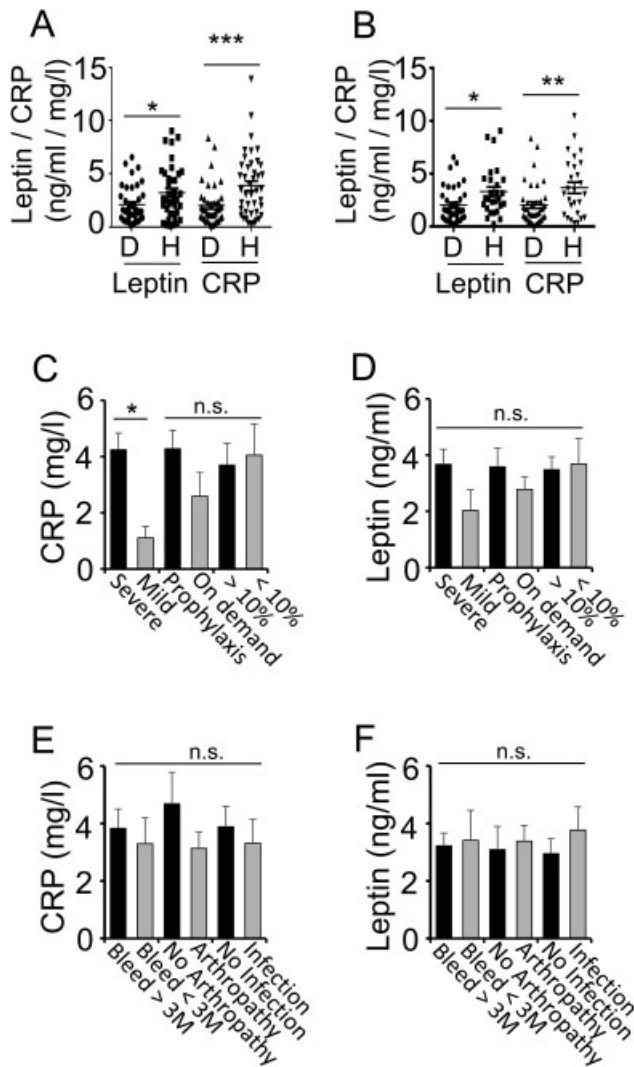 A
B
***
*
**
*
Leptin / CRP
(ng/ml / mg/l)
15
10
5
0
D H D H
Leptin CRP
Leptin / CRP
(ng/ml / mg/l)
15
10
5
0
D H D H
Leptin CRP
C
CRP (mg/l)
6
4
2
0
*
n.s.
Severe
Mild
Prophylaxis
On demand
> 10%
< 10%
D
Leptin (ng/ml)
6
4
2
0
n.s.
Severe
Mild
Prophylaxis
On demand
> 10%
< 10%
E
CRP (mg/l)
6
4
2
0
n.s.
Bleed > 3M
Bleed < 3M
No Arthropathy
Arthropathy
No Infection
Infection
F
Leptin (ng/ml)
6
4
2
0
n.s.
Bleed > 3M
Bleed < 3M
No Arthropathy
Arthropathy
No Infection
Infection